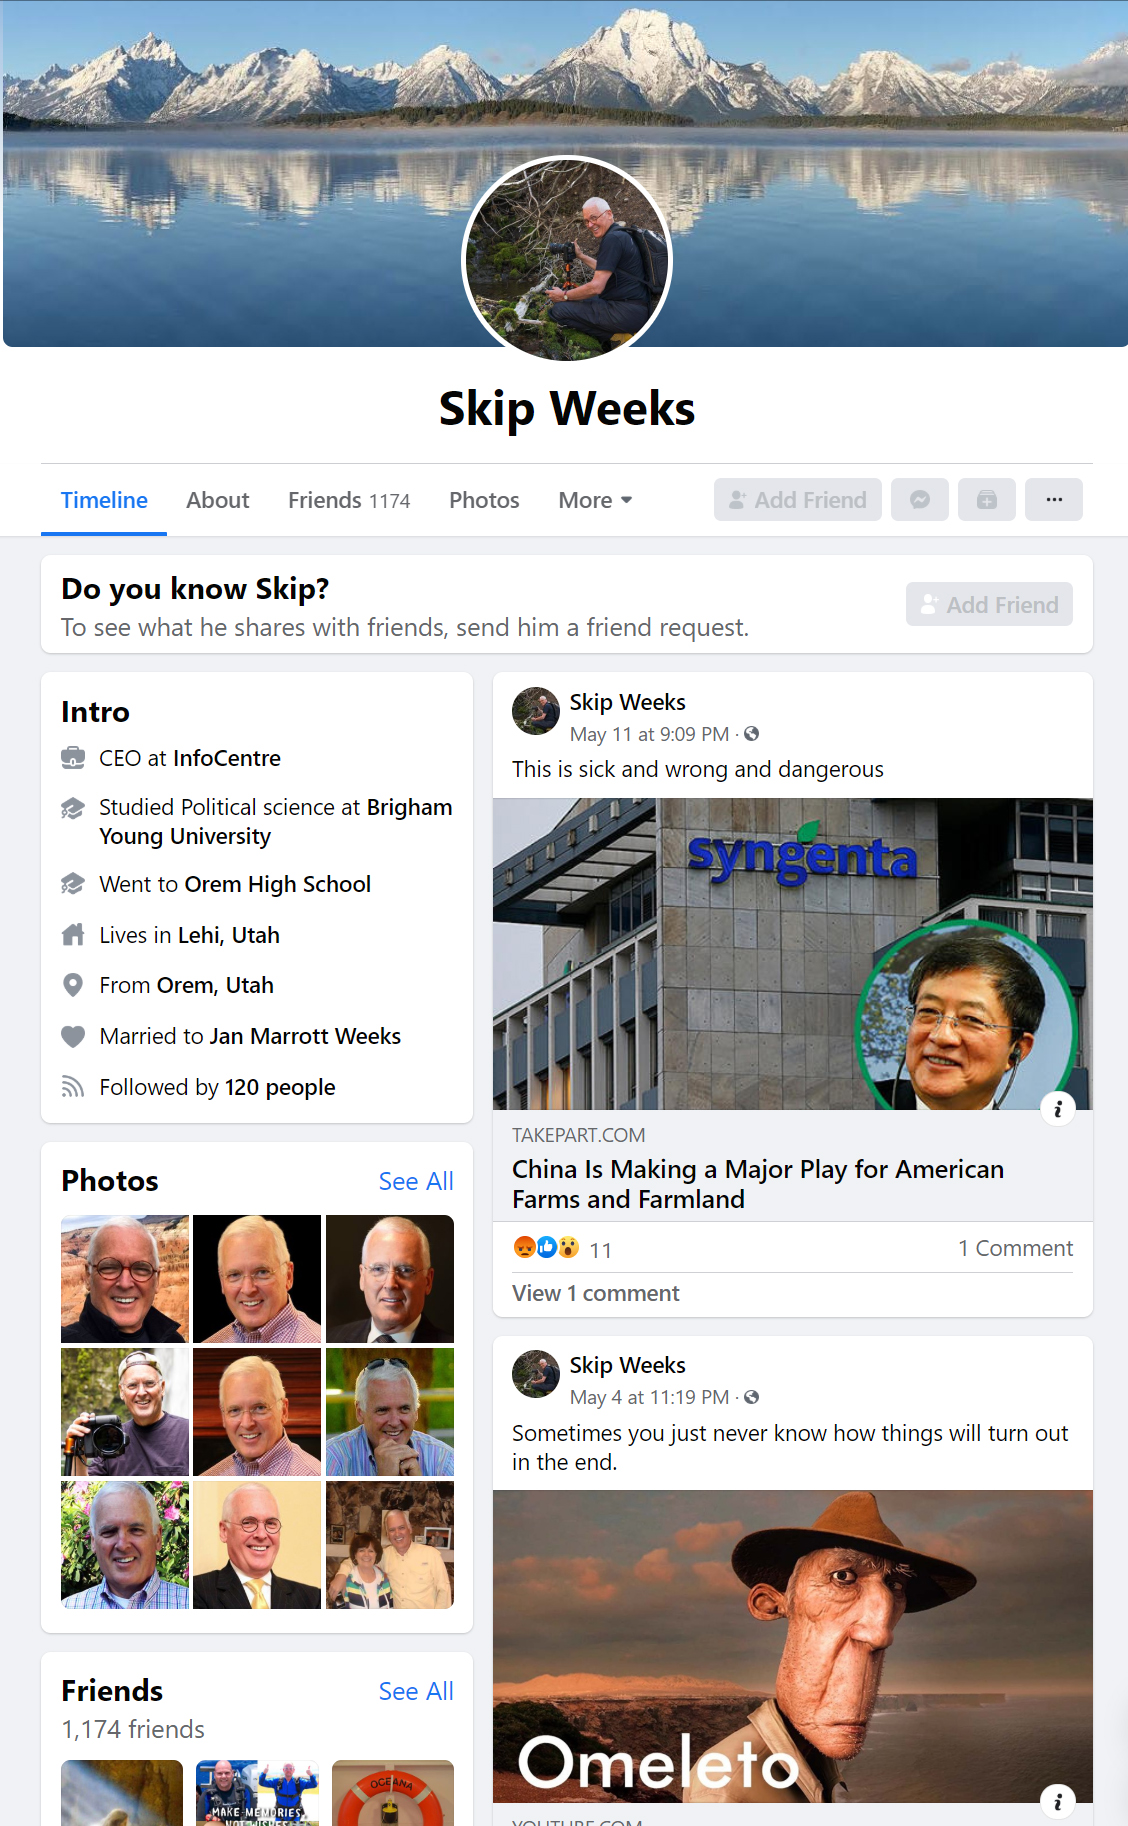 Skip Weeks
Timeline
About
Friends 1174
Photos
More
Add Friend
Do you know Skip?
To see what he shares with friends, send him a friend request.
Add Friend
Intro
CEO at InfoCentre
Studied Political science at Brigham
Young University
Went to Orem High School
Lives in Lehi, Utah
From Orem, Utah
Married to Jan Marrott Weeks
Followed by 120 people
Photos
See All
Friends
See All
1,174 friends
MAKE MEMORIES,
NOT WISHES
OCEANA
Skip Weeks
May 11 at 9:09 PM ·
This is sick and wrong and dangerous
syngenta
TAKEPART.COM
China Is Making a Major Play for American
Farms and Farmland
11
1 Comment
View 1 comment
Skip Weeks
May 4 at 11:19 PM ·
Sometimes you just never know how things will turn out
in the end.
Omeleto
YOUTUBE.COM